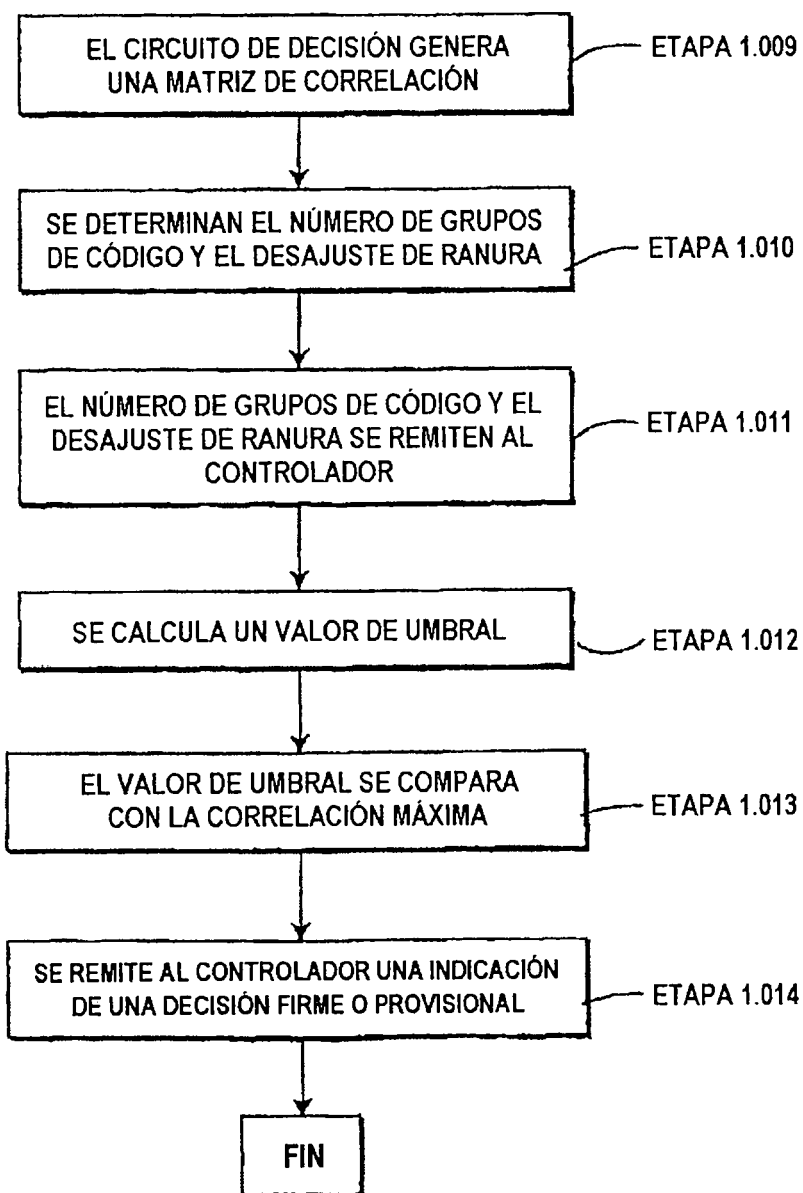 EL CIRCUITO DE DECISIÓN GENERA
UNA MATRIZ DE CORRELACIÓN
ETAPA 1.009
SE DETERMINAN EL NÚMERO DE GRUPOS
DE CÓDIGO Y EL DESAJUSTE DE RANURA
ETAPA 1.010
EL NÚMERO DE GRUPOS DE CÓDIGO Y EL
DESAJUSTE DE RANURA SE REMITEN AL
CONTROLADOR
ETAPA 1.011
SE CALCULA UN VALOR DE UMBRAL
ETAPA 1.012
EL VALOR DE UMBRAL SE COMPARA
CON LA CORRELACIÓN MÁXIMA
ETAPA 1.013
SE REMITE AL CONTROLADOR UNA INDICACIÓN
DE UNA DECISIÓN FIRME O PROVISIONAL
ETAPA 1.014
FIN